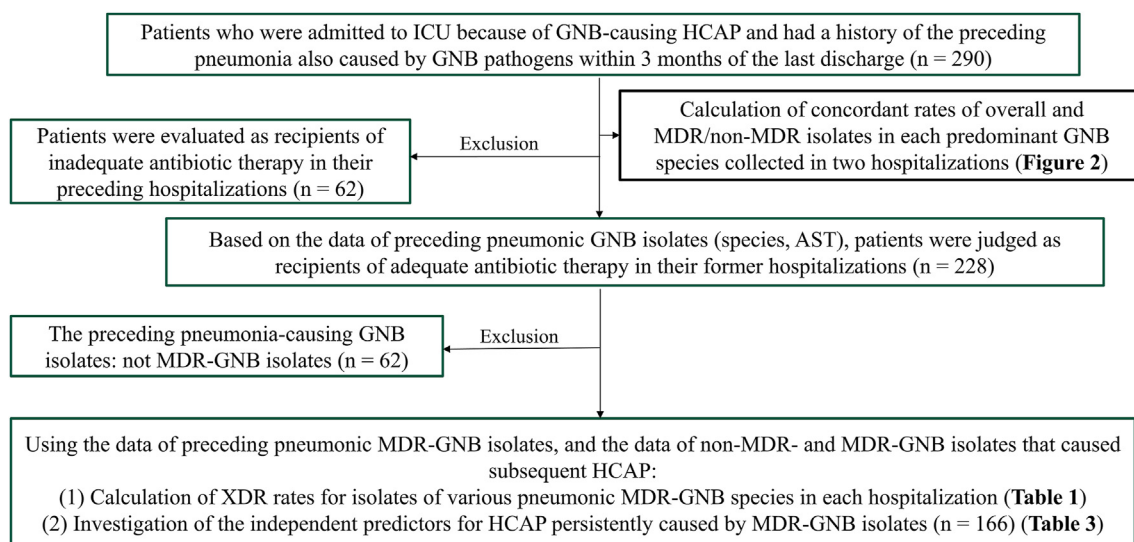 Patients who were admitted to ICU because of GNB-causing HCAP and had a history of the preceding
pneumonia also caused by GNB pathogens within 3 months of the last discharge (n = 290)
Patients were evaluated as recipients of
inadequate antibiotic therapy in their
preceding hospitalizations (n = 62)
Exclusion
Calculation of concordant rates of overall and
MDR/non-MDR isolates in each predominant GNB
species collected in two hospitalizations (Figure 2)
Based on the data of preceding pneumonic GNB isolates (species, AST), patients were judged as
recipients of adequate antibiotic therapy in their former hospitalizations (n = 228)
The preceding pneumonia-causing GNB
isolates: not MDR-GNB isolates (n = 62)
Exclusion
Using the data of preceding pneumonic MDR-GNB isolates, and the data of non-MDR- and MDR-GNB isolates that caused
subsequent HCAP:
(1) Calculation of XDR rates for isolates of various pneumonic MDR-GNB species in each hospitalization (Table 1)
(2) Investigation of the independent predictors for HCAP persistently caused by MDR-GNB isolates (n = 166) (Table 3)